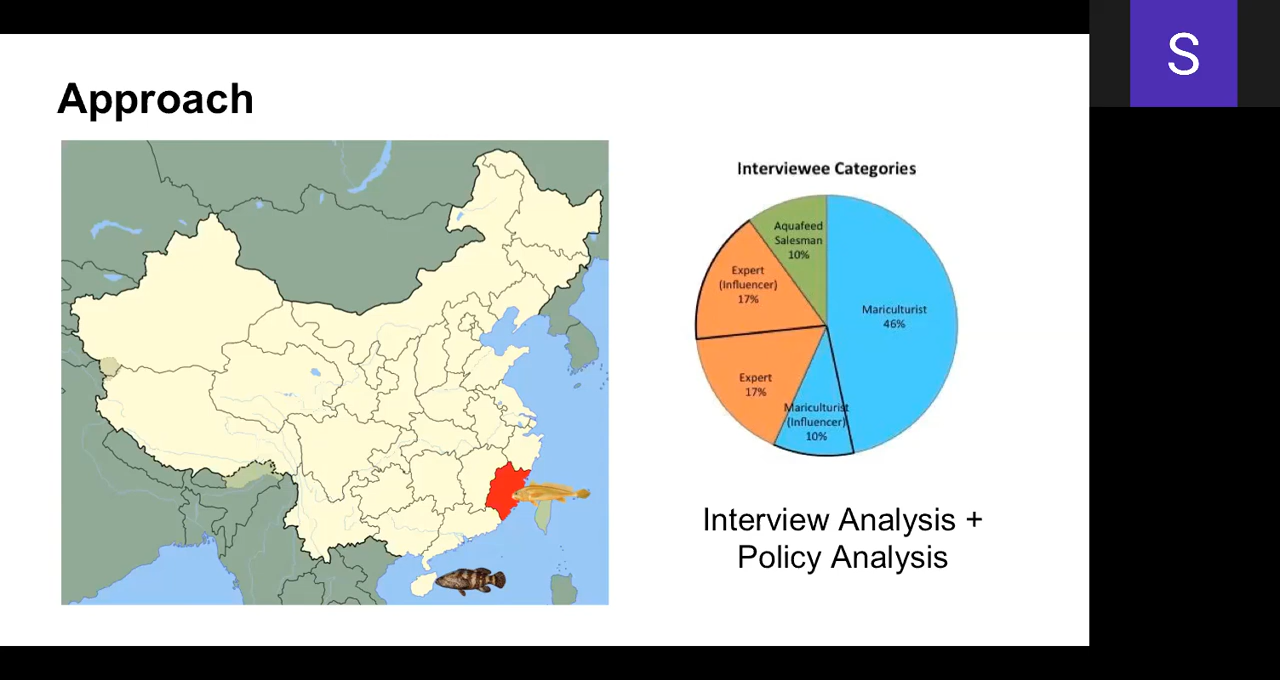 Approach
S
Interviewee Categories
Aquafeed
Salesman
10%
Expert
(Influencer)
17%
Mariculturist
46%
Expert
17%
Mariculturist
(Influencer)
10%
Interview Analysis +
Policy Analysis